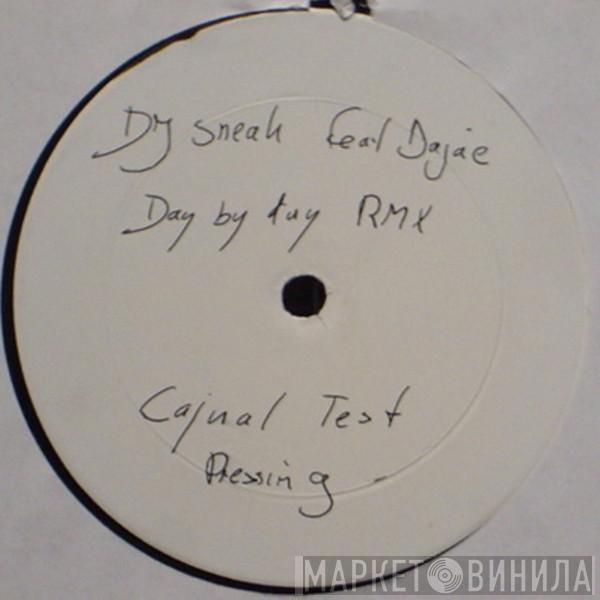 DJ Sneak feat Dajae
Day by day RMX
Cajual Test
Pressing
МАРКЕТ ВИНИЛА